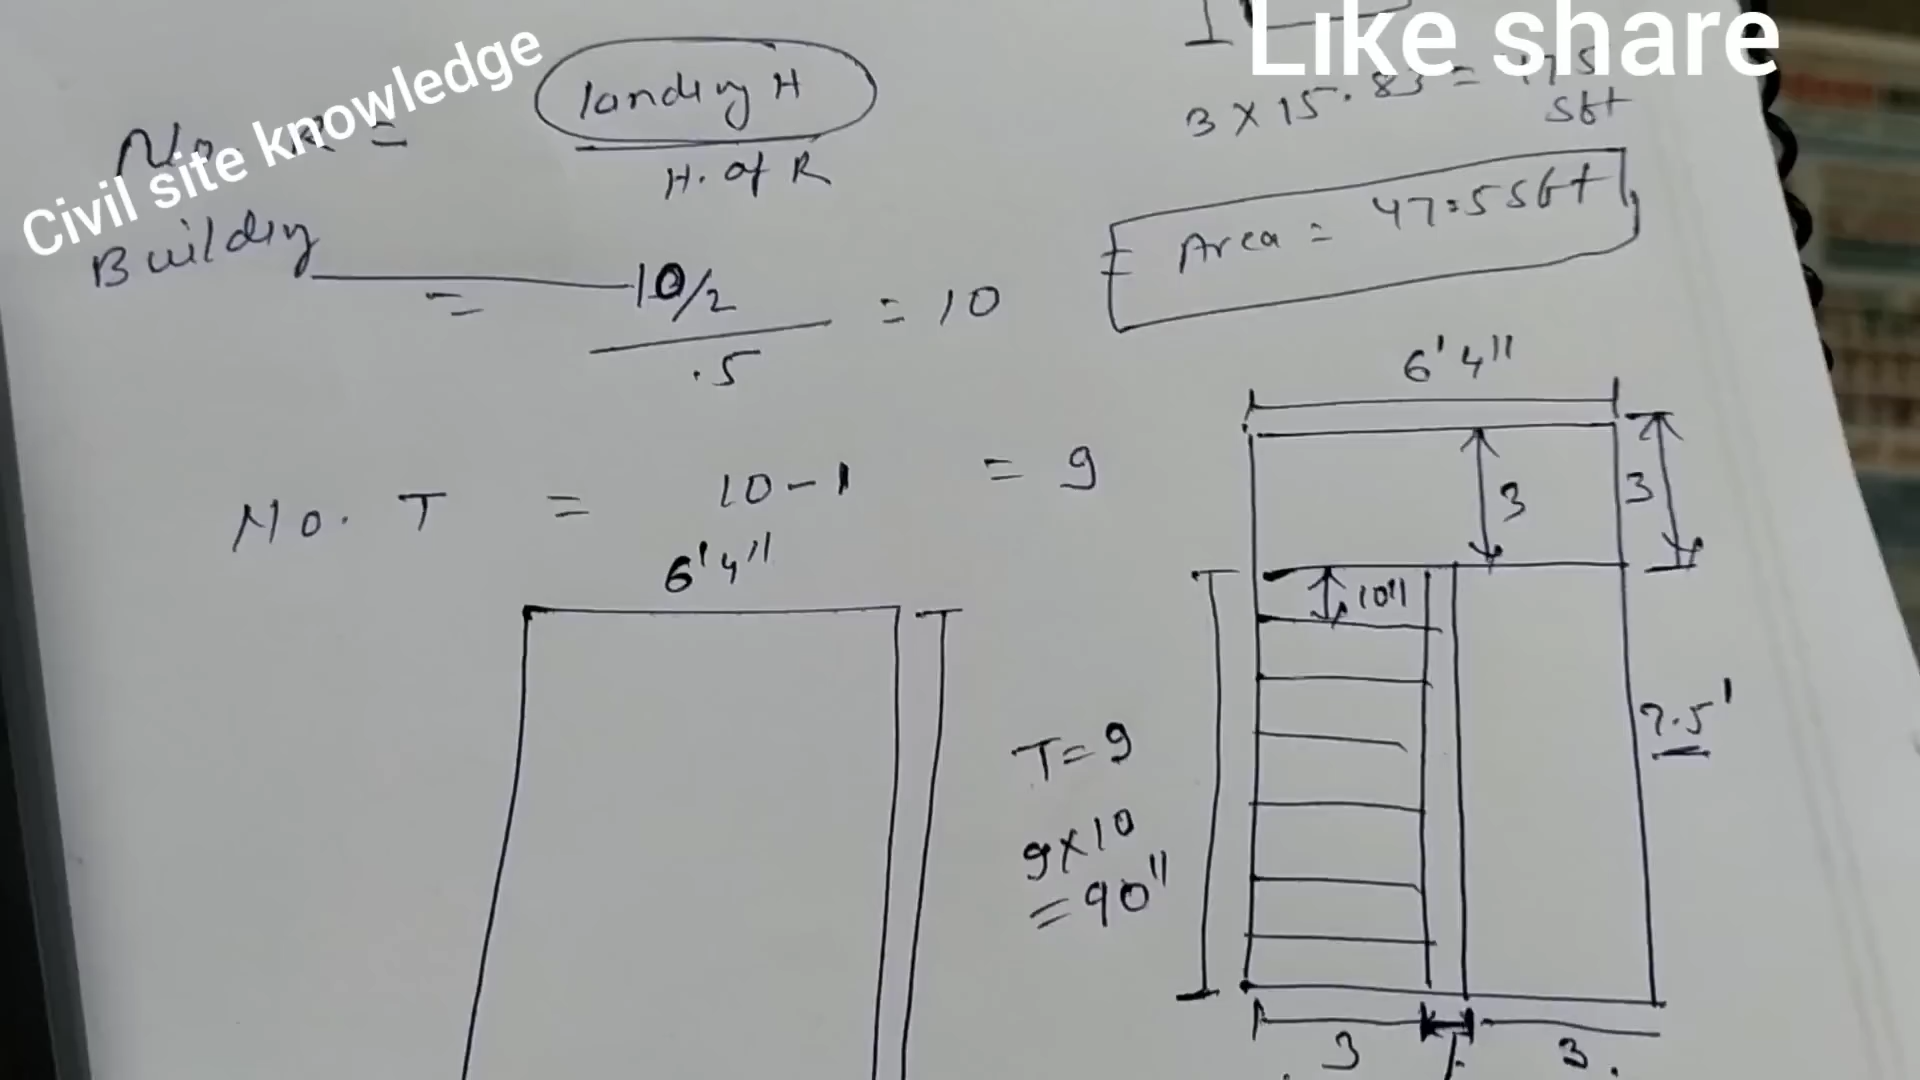 Like share
Civil site knowledge
No. R =
landing H
H. of R
3 × 15.83 =
Sft
Building
= 10/2
.5
= 10
= Area = 47.5 Sft
No. T = 10 - 1 = 9
6' 4"
6' 4"
3
3
10"
T = 9
9 × 10
= 90"
7.5'
3
3.